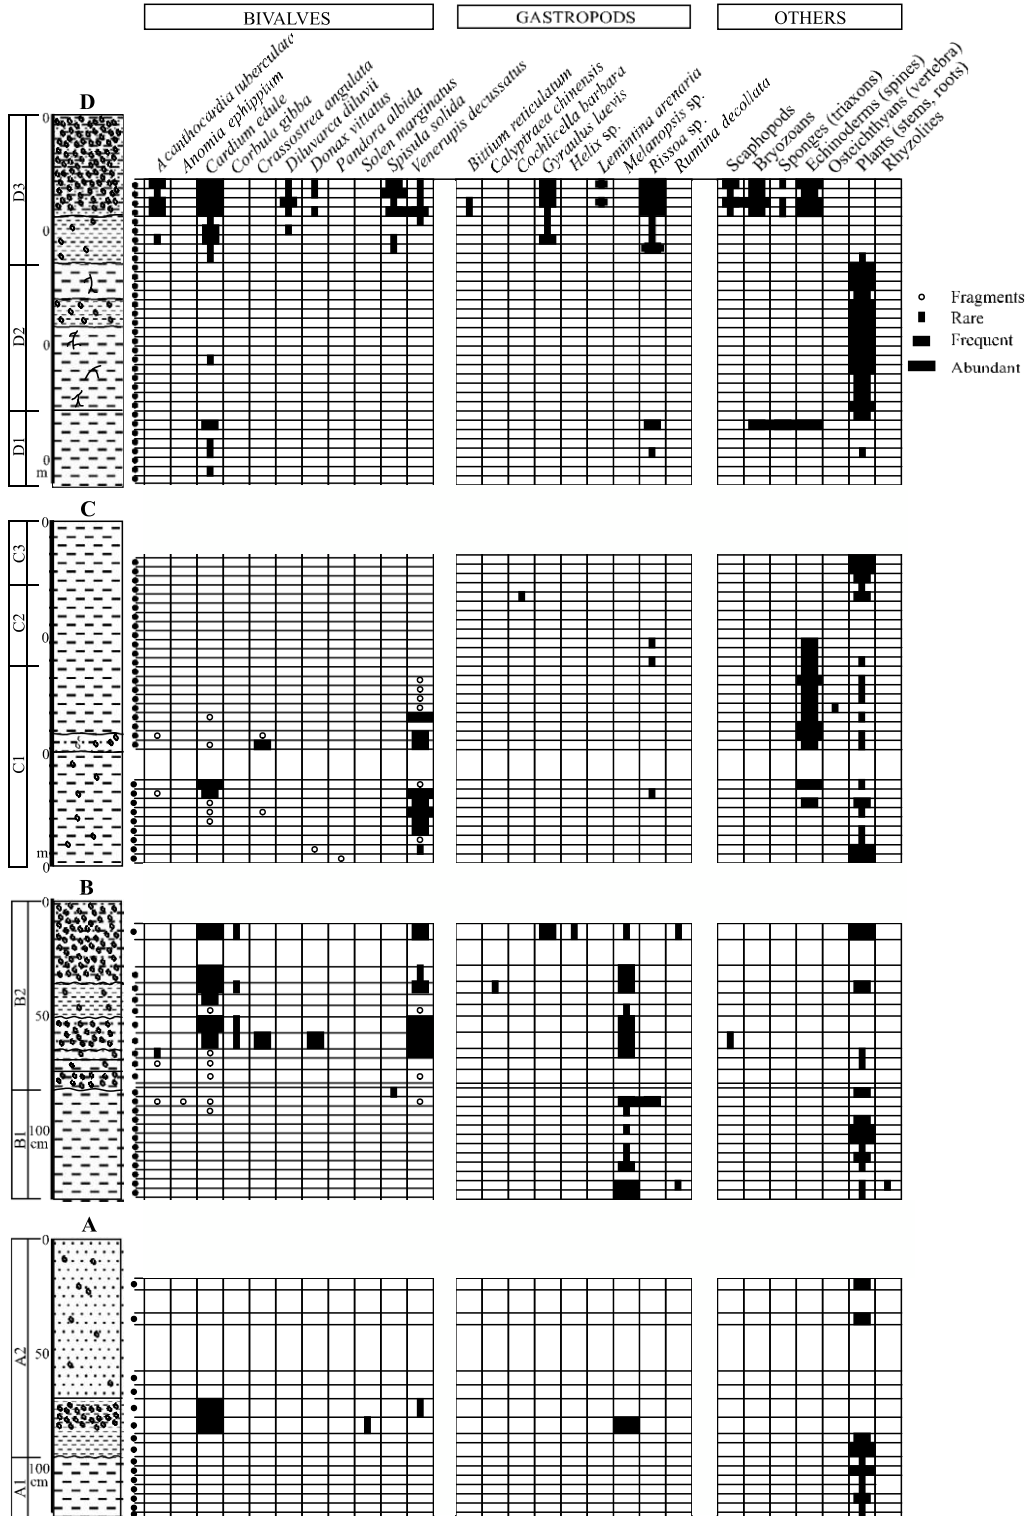 BIVALVES GASTROPODS OTHERS
Acanthocardia tuberculata
Anomia ephippium
Cardium edule
Corbula gibba
Crassostrea angulata
Diluvarca diluvii
Donax vittatus
Pandora albida
Solen marginatus
Spisula solida
Venerupis decussatus
Bittium reticulatum
Calyptraea chinensis
Cochlicella barbara
Gyraulus laevis
Helix sp.
Lemintina arenaria
Melanopsis sp.
Rissoa sp.
Rumina decollata
Scaphopods
Bryozoans
Sponges (triaxons)
Echinoderms (spines)
Osteichthyans (vertebra)
Plants (stems, roots)
Rhyzolites
D
0
D3
0
D2
0
D1
0
m
Fragments
Rare
Frequent
Abundant
C
0
C3
C2
0
C1
0
m
0
B
0
B2
50
B1
100
cm
A
0
A2
50
A1
100
cm